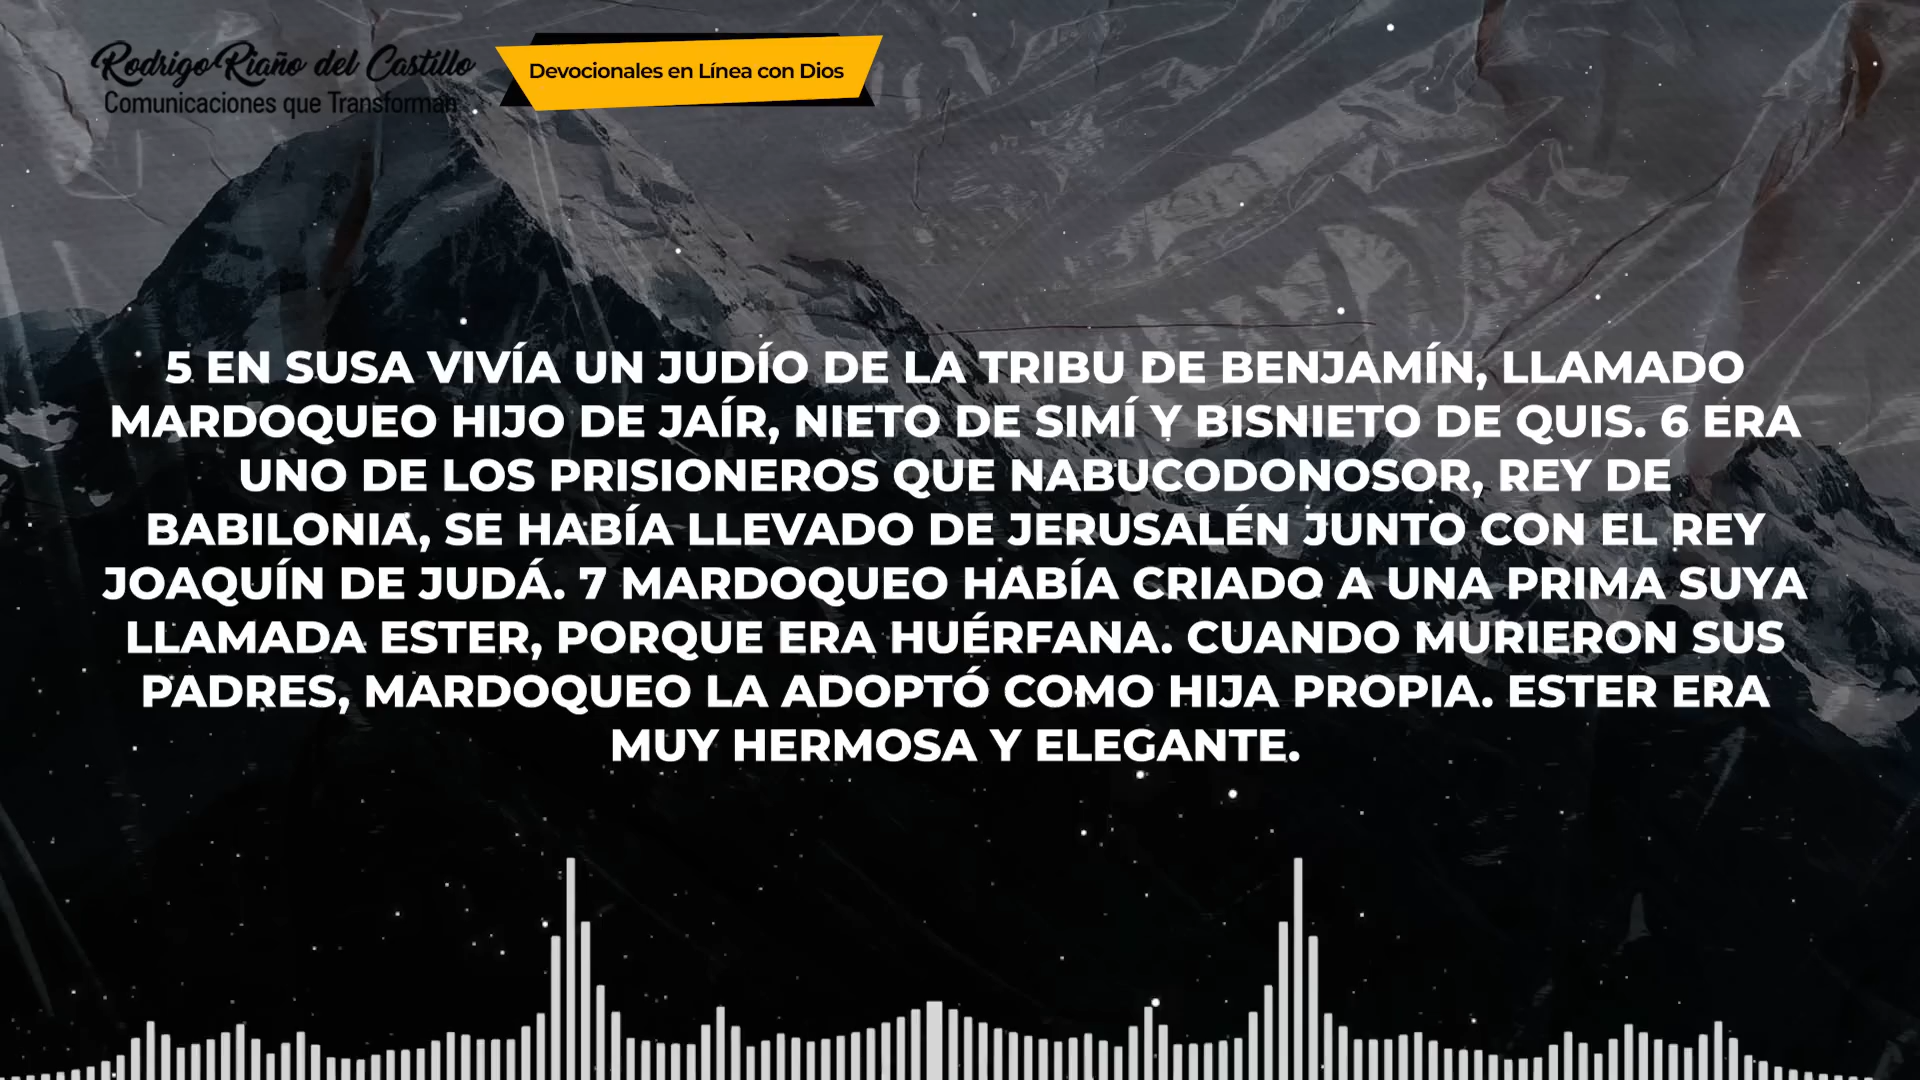 Rodrigo Riaño del Castillo
Comunicaciones que Transforman
Devocionales en Línea con Dios
5 EN SUSA VIVÍA UN JUDÍO DE LA TRIBU DE BENJAMÍN, LLAMADO
MARDOQUEO HIJO DE JAÍR, NIETO DE SIMÍ Y BISNIETO DE QUIS. 6 ERA
UNO DE LOS PRISIONEROS QUE NABUCODONOSOR, REY DE
BABILONIA, SE HABÍA LLEVADO DE JERUSALÉN JUNTO CON EL REY
JOAQUÍN DE JUDÁ. 7 MARDOQUEO HABÍA CRIADO A UNA PRIMA SUYA
LLAMADA ESTER, PORQUE ERA HUÉRFANA. CUANDO MURIERON SUS
PADRES, MARDOQUEO LA ADOPTÓ COMO HIJA PROPIA. ESTER ERA
MUY HERMOSA Y ELEGANTE.